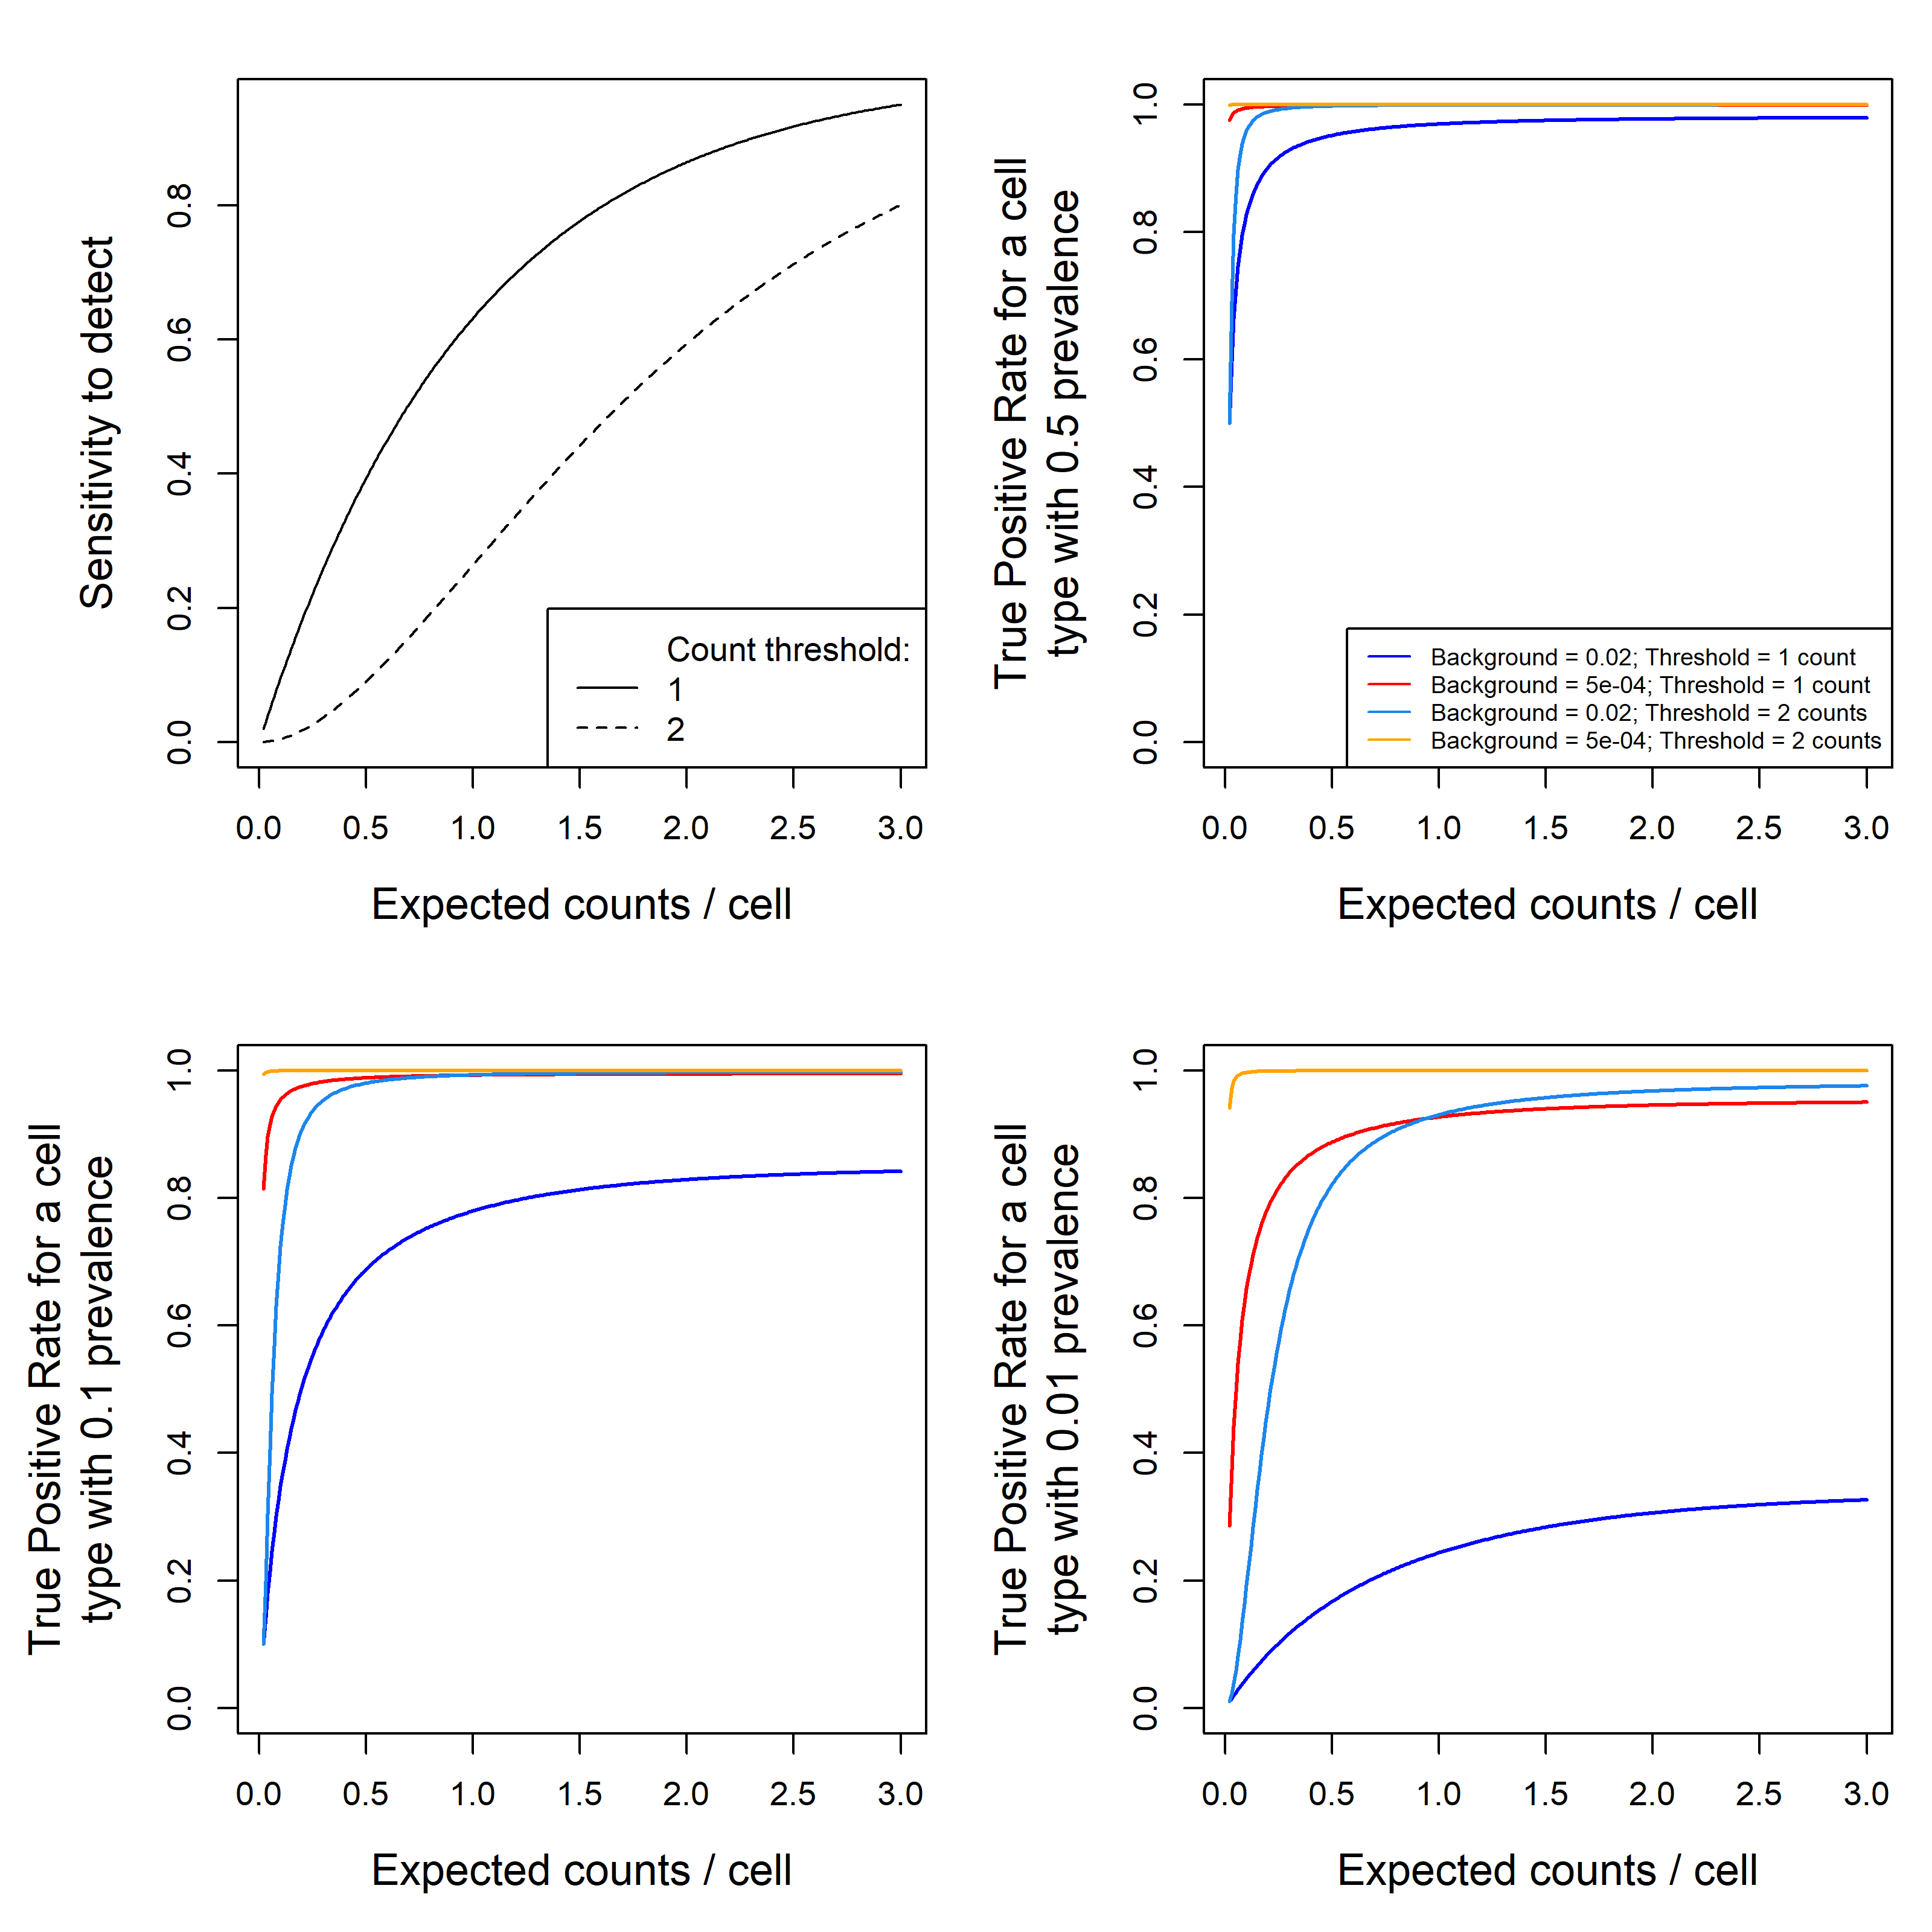 Sensitivity to detect
0.0 0.2 0.4 0.6 0.8
Count threshold:
1
2
0.0 0.5 1.0 1.5 2.0 2.5 3.0
Expected counts / cell
True Positive Rate for a cell
type with 0.5 prevalence
0.0 0.2 0.4 0.6 0.8 1.0
Background = 0.02; Threshold = 1 count
Background = 5e-04; Threshold = 1 count
Background = 0.02; Threshold = 2 counts
Background = 5e-04; Threshold = 2 counts
0.0 0.5 1.0 1.5 2.0 2.5 3.0
Expected counts / cell
True Positive Rate for a cell
type with 0.1 prevalence
0.0 0.2 0.4 0.6 0.8 1.0
0.0 0.5 1.0 1.5 2.0 2.5 3.0
Expected counts / cell
True Positive Rate for a cell
type with 0.01 prevalence
0.0 0.2 0.4 0.6 0.8 1.0
0.0 0.5 1.0 1.5 2.0 2.5 3.0
Expected counts / cell